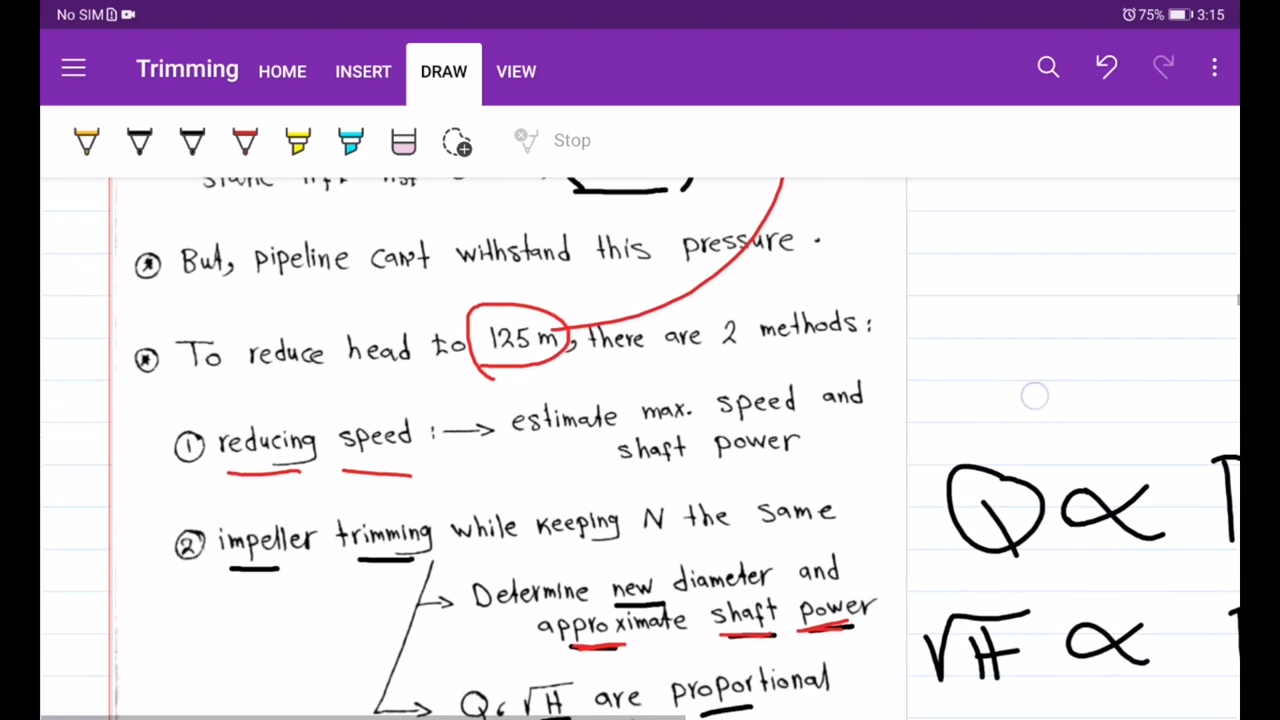 No SIM
75% 3:15
Trimming HOME INSERT DRAW VIEW
Stop
static lift
But, pipeline can't withstand this pressure.
To reduce head to 125 m, there are 2 methods:
① reducing speed : → estimate max. speed and
shaft power
② impeller trimming while keeping N the same
→ Determine new diameter and
approximate shaft power
→ Q, √H are proportional
Q ∝
√H ∝